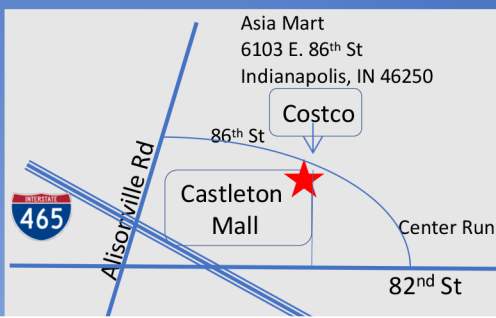 Asia Mart
6103 E. 86th St
Indianapolis, IN 46250
Costco
86th St
Alisonville Rd
Castleton
Mall
INTERSTATE
465
Center Run
82nd St